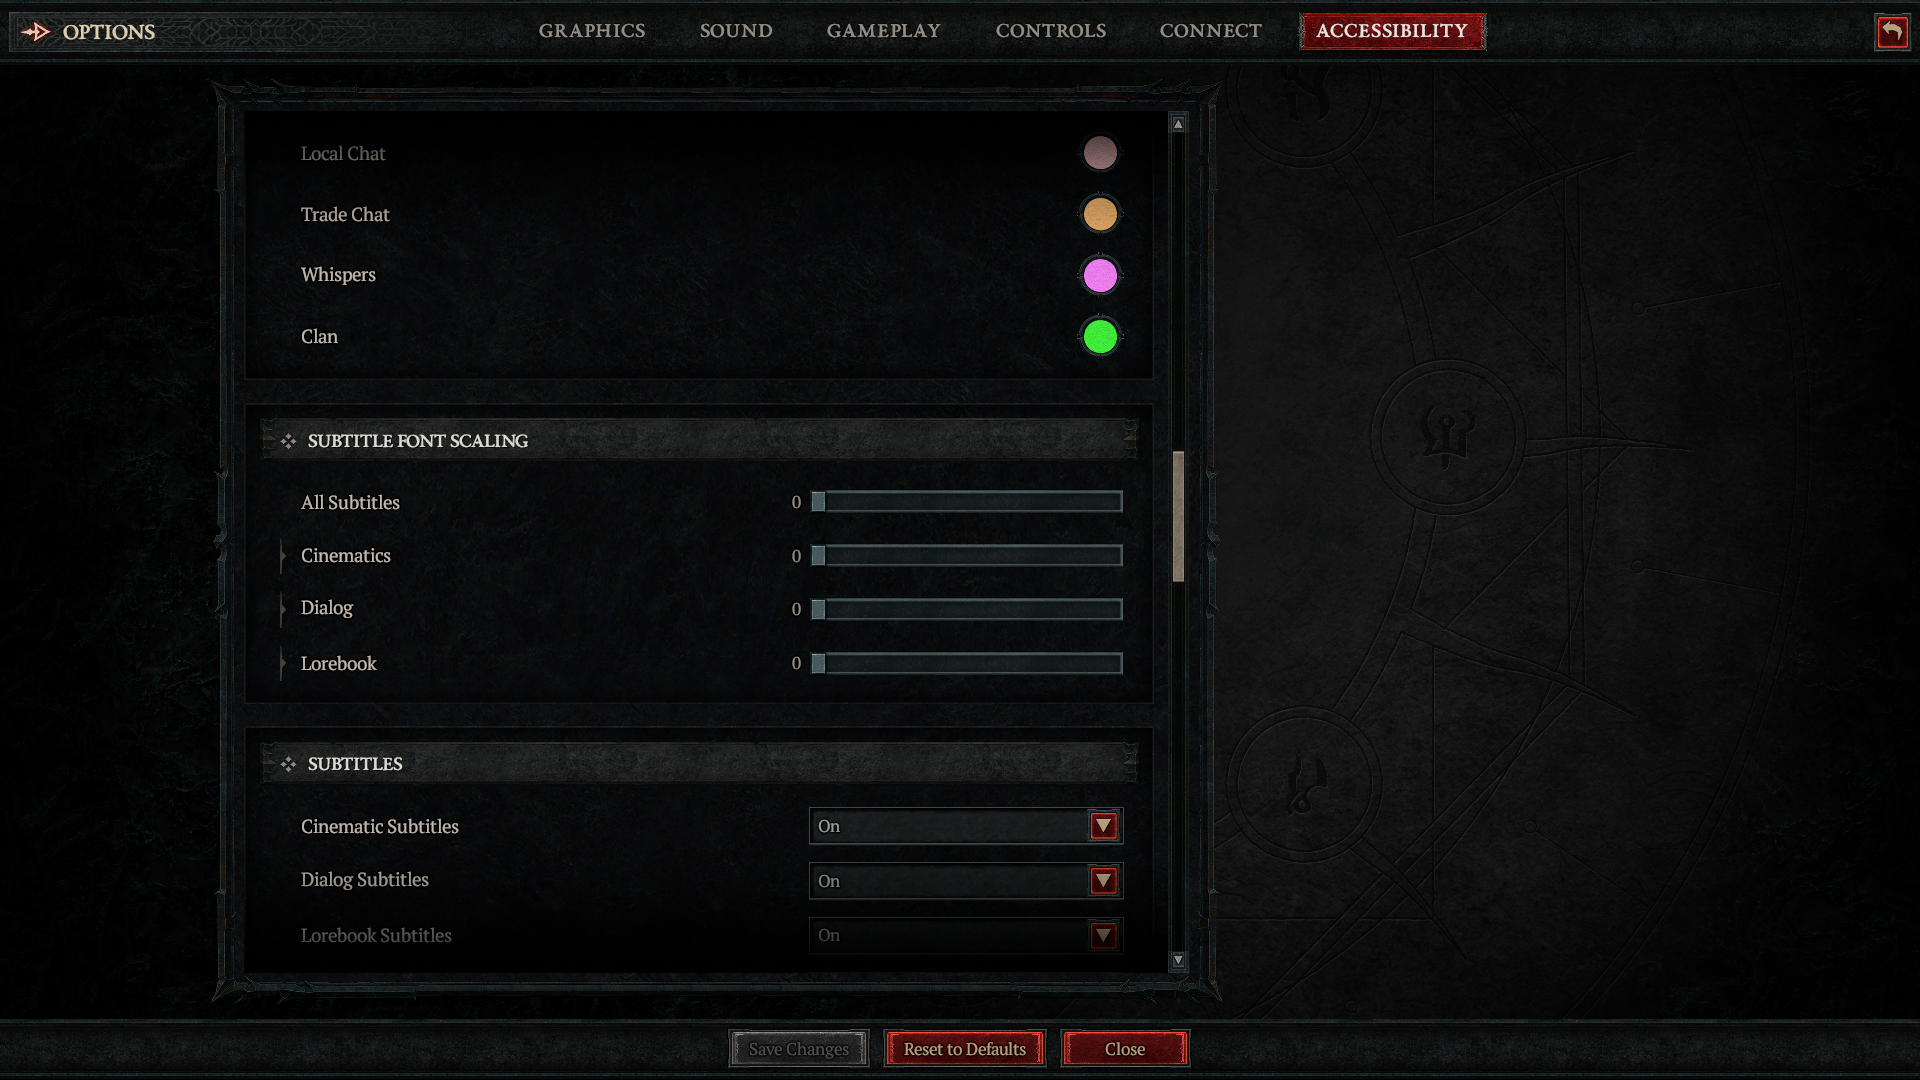 OPTIONS
GRAPHICS
SOUND
GAMEPLAY
CONTROLS
CONNECT
ACCESSIBILITY
Local Chat
Trade Chat
Whispers
Clan
SUBTITLE FONT SCALING
All Subtitles 0
Cinematics 0
Dialog 0
Lorebook 0
SUBTITLES
Cinematic Subtitles On
Dialog Subtitles On
Lorebook Subtitles On
Save Changes
Reset to Defaults
Close